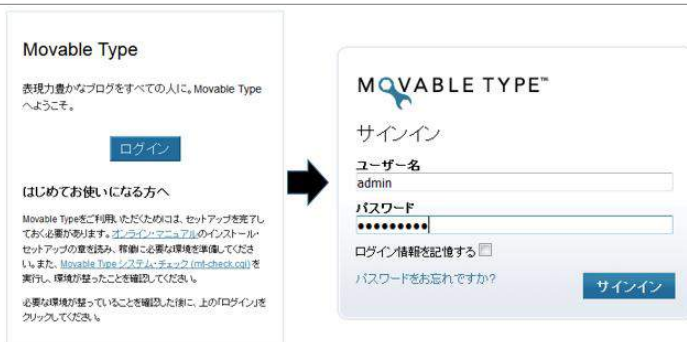 Movable Type
表現力豊かなブログをすべての人に。Movable Type
へようこそ。
ログイン
はじめてお使いになる方へ
Movable Typeをご利用いただくためには、セットアップを完了し
ておく必要があります。オンライン・マニュアルのインストール・
セットアップの章を読み、稼働に必要な環境を準備してくださ
い。また、Movable Type システム・チェック (mt-check.cgi) を
実行し、環境が整ったことを確認してください。
必要な環境が整っていることを確認した後に、上の「ログイン」を
クリックしてください。
MOVABLE TYPE™
サインイン
ユーザー名
admin
パスワード
●●●●●●●●●
ログイン情報を記憶する
パスワードをお忘れですか?
サインイン